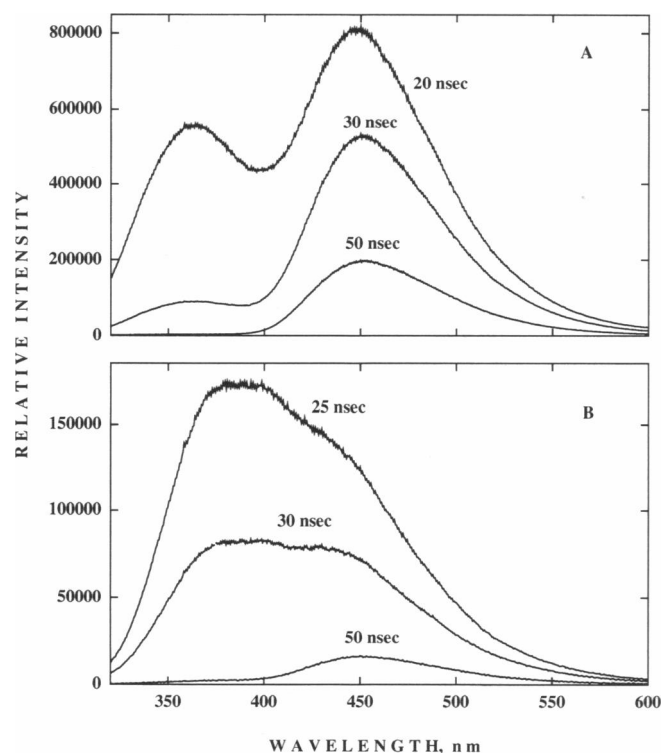 800000
A
20 nsec
600000
30 nsec
400000
50 nsec
200000
0
RELATIVE INTENSITY
B
150000
25 nsec
100000
30 nsec
50000
50 nsec
0
350 400 450 500 550 600
WAVELENGTH, nm